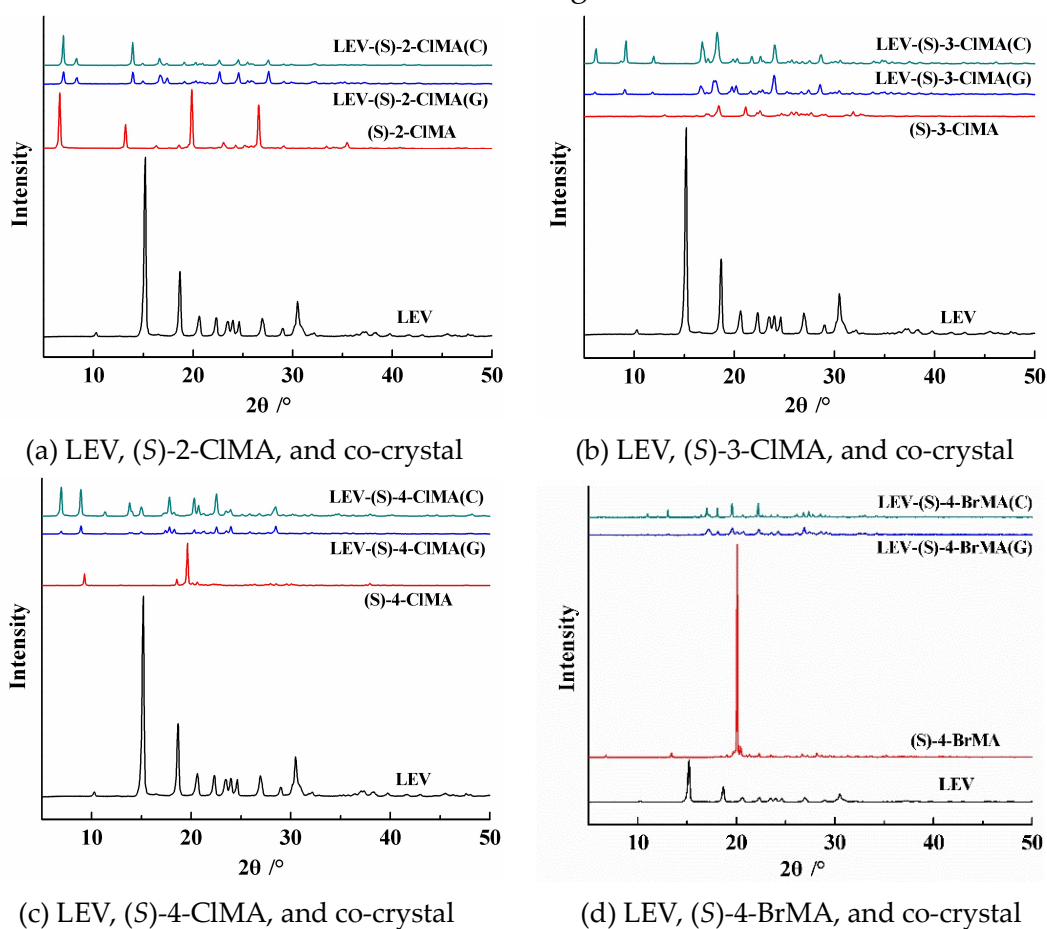 LEV-(S)-2-ClMA(C)
LEV-(S)-2-ClMA(G)
(S)-2-ClMA
LEV
Intensity
10 20 30 40 50
2θ /°
(a) LEV, (S)-2-ClMA, and co-crystal
LEV-(S)-3-ClMA(C)
LEV-(S)-3-ClMA(G)
(S)-3-ClMA
LEV
Intensity
10 20 30 40 50
2θ /°
(b) LEV, (S)-3-ClMA, and co-crystal
LEV-(S)-4-ClMA(C)
LEV-(S)-4-ClMA(G)
(S)-4-ClMA
LEV
Intensity
10 20 30 40 50
2θ /°
(c) LEV, (S)-4-ClMA, and co-crystal
LEV-(S)-4-BrMA(C)
LEV-(S)-4-BrMA(G)
(S)-4-BrMA
LEV
Intensity
10 20 30 40 50
2θ /°
(d) LEV, (S)-4-BrMA, and co-crystal